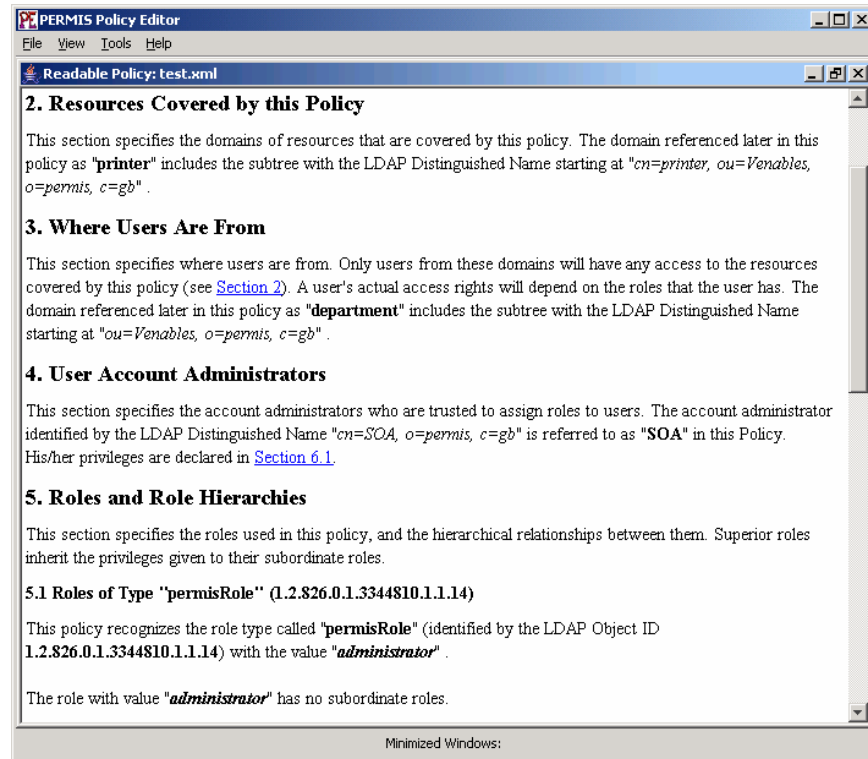 PERMIS Policy Editor
File View Tools Help
Readable Policy: test.xml
2. Resources Covered by this Policy
This section specifies the domains of resources that are covered by this policy. The domain referenced later in this
policy as "printer" includes the subtree with the LDAP Distinguished Name starting at "cn=printer, ou=Venables,
o=permis, c=gb" .
3. Where Users Are From
This section specifies where users are from. Only users from these domains will have any access to the resources
covered by this policy (see Section 2). A user's actual access rights will depend on the roles that the user has. The
domain referenced later in this policy as "department" includes the subtree with the LDAP Distinguished Name
starting at "ou=Venables, o=permis, c=gb" .
4. User Account Administrators
This section specifies the account administrators who are trusted to assign roles to users. The account administrator
identified by the LDAP Distinguished Name "cn=SOA, o=permis, c=gb" is referred to as "SOA" in this Policy.
His/her privileges are declared in Section 6.1.
5. Roles and Role Hierarchies
This section specifies the roles used in this policy, and the hierarchical relationships between them. Superior roles
inherit the privileges given to their subordinate roles.
5.1 Roles of Type "permisRole" (1.2.826.0.1.3344810.1.1.14)
This policy recognizes the role type called "permisRole" (identified by the LDAP Object ID
1.2.826.0.1.3344810.1.1.14) with the value "administrator" .
The role with value "administrator" has no subordinate roles.
Minimized Windows: